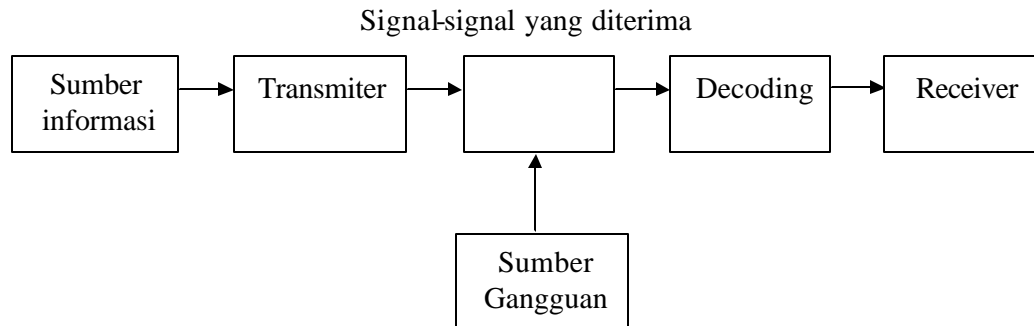 Signal-signal yang diterima
Sumber
informasi
Transmiter
Decoding
Receiver
Sumber
Gangguan